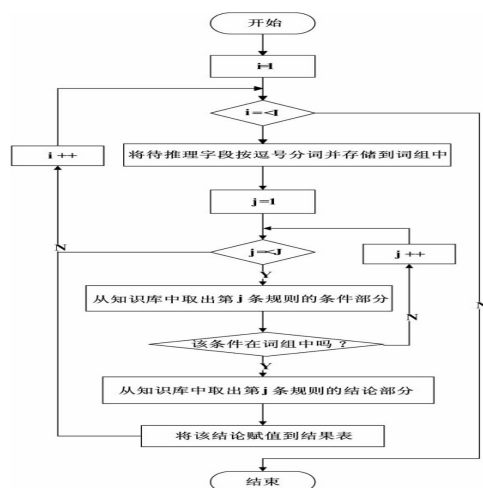 开始
i=1
i=<I
i++
将待推理字段按逗号分词并存储到词组中
j=1
j=<J
j++
N
N
Y
从知识库中取出第j条规则的条件部分
N
该条件在词组中吗？
Y
从知识库中取出第j条规则的结论部分
将该结论赋值到结果表
结束